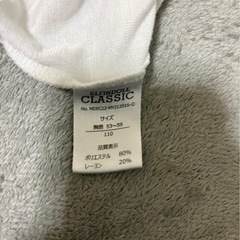 ELFINDOLL
CLASSIC
サイズ
胸囲 53~59
110
品質表示
ポリエステル 80%
レーヨン 20%